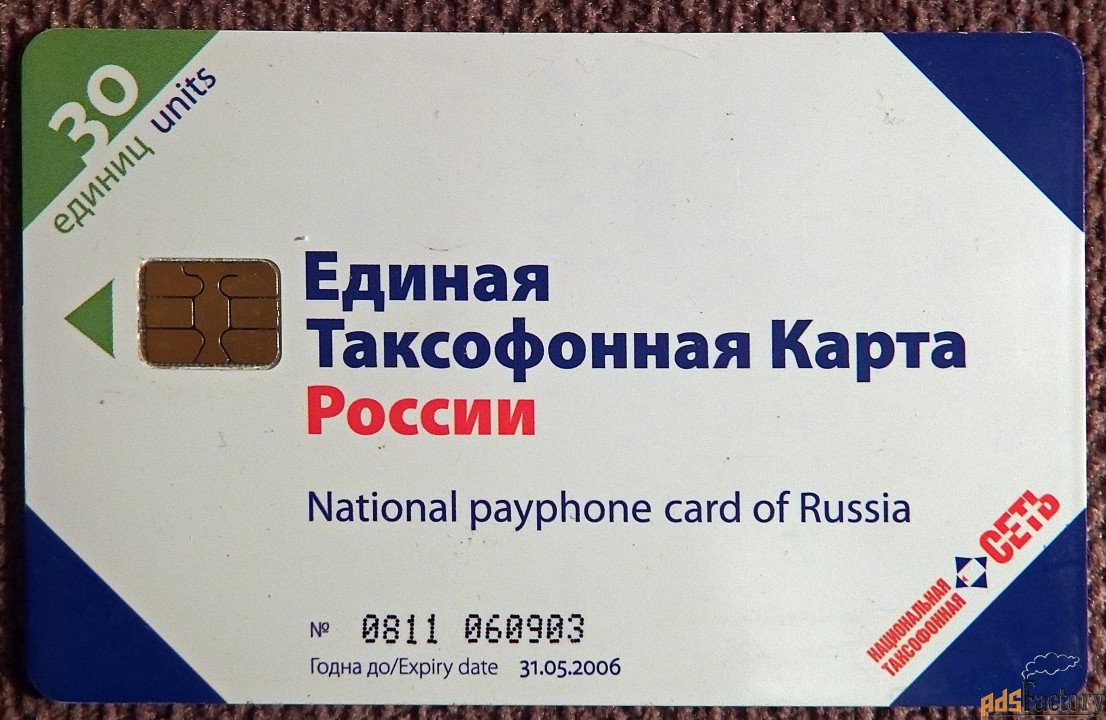 30
единиц units
Единая
Таксофонная Карта
России
National payphone card of Russia
№ 0811 060903
Годна до/Expiry date 31.05.2006
НАЦИОНАЛЬНАЯ
ТАКСОФОННАЯ
СЕТЬ
AdsFactory